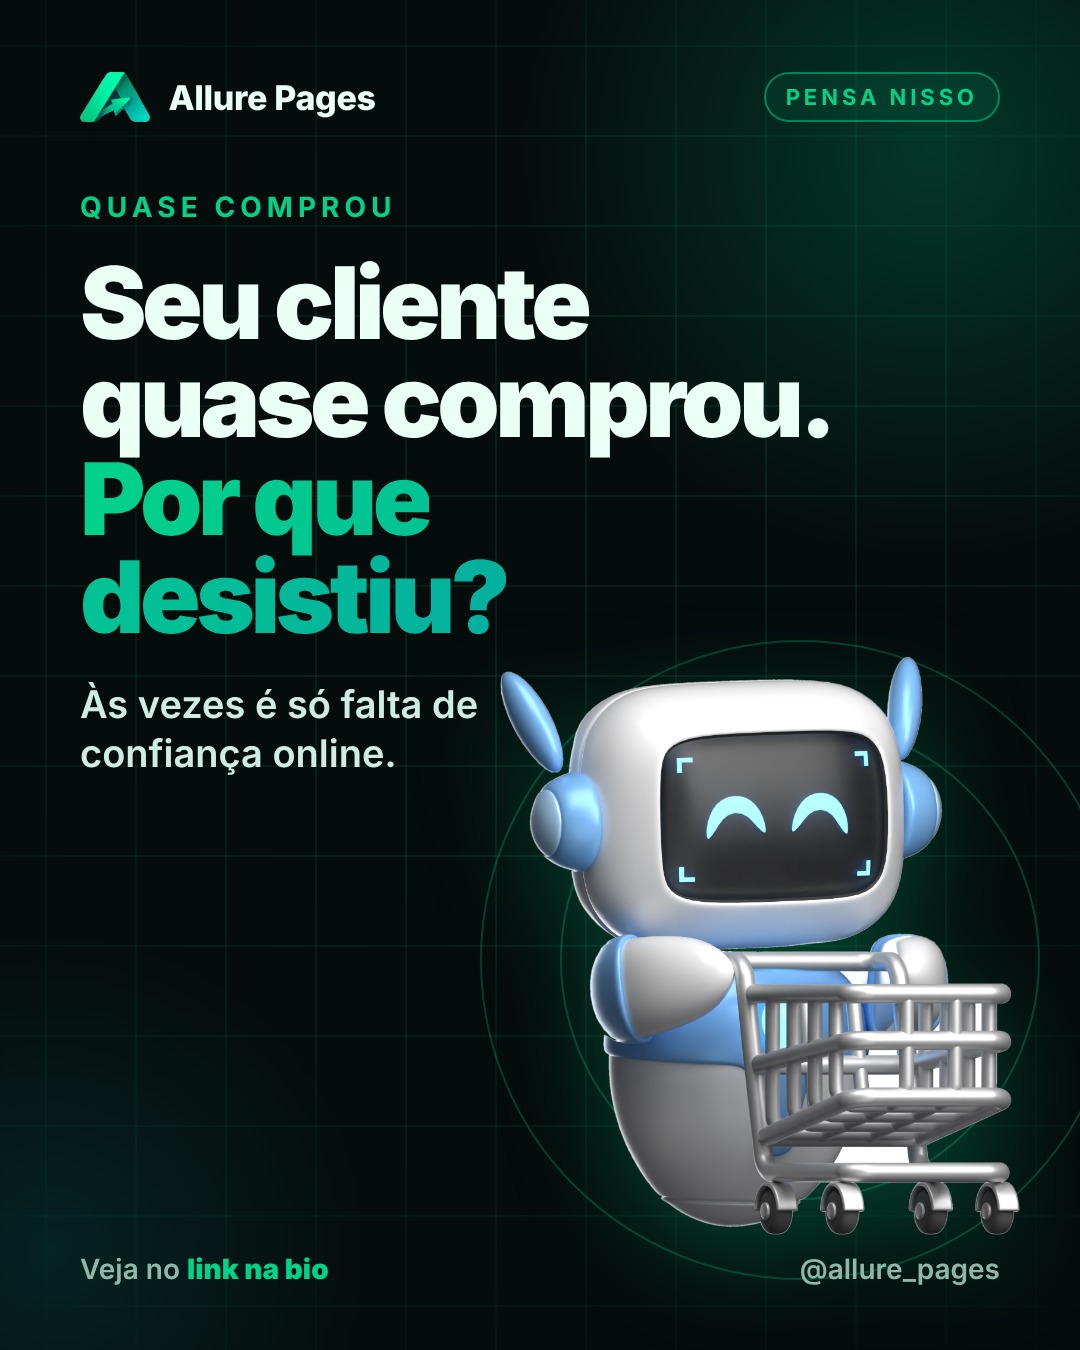 Allure Pages
PENSA NISSO
QUASE COMPROU
Seu cliente
quase comprou.
Por que
desistiu?
Às vezes é só falta de
confiança online.
Veja no link na bio
@allure_pages